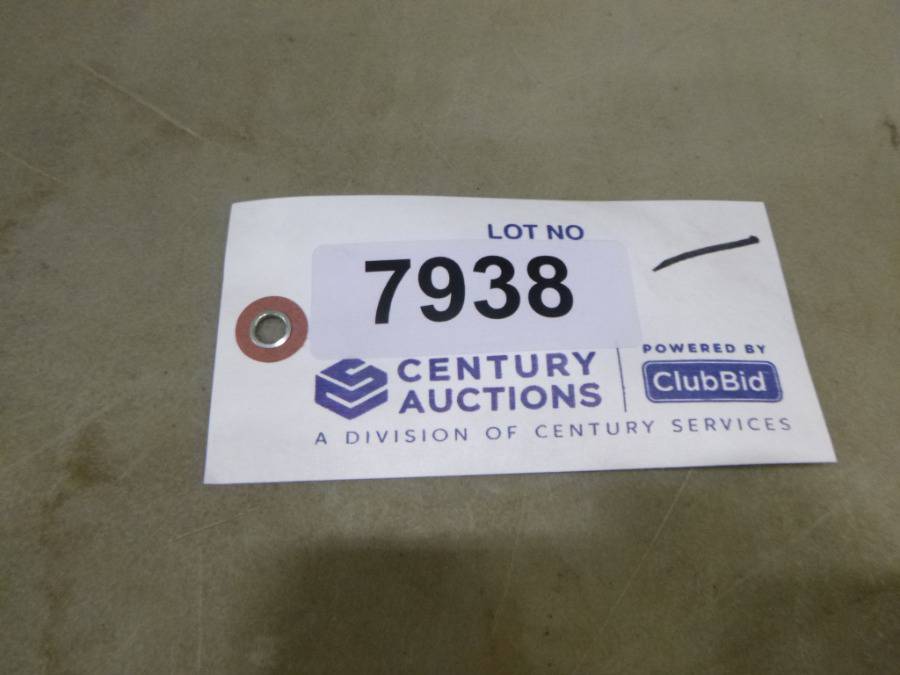 LOT NO
7938
CENTURY
AUCTIONS
POWERED BY
ClubBid
A DIVISION OF CENTURY SERVICES